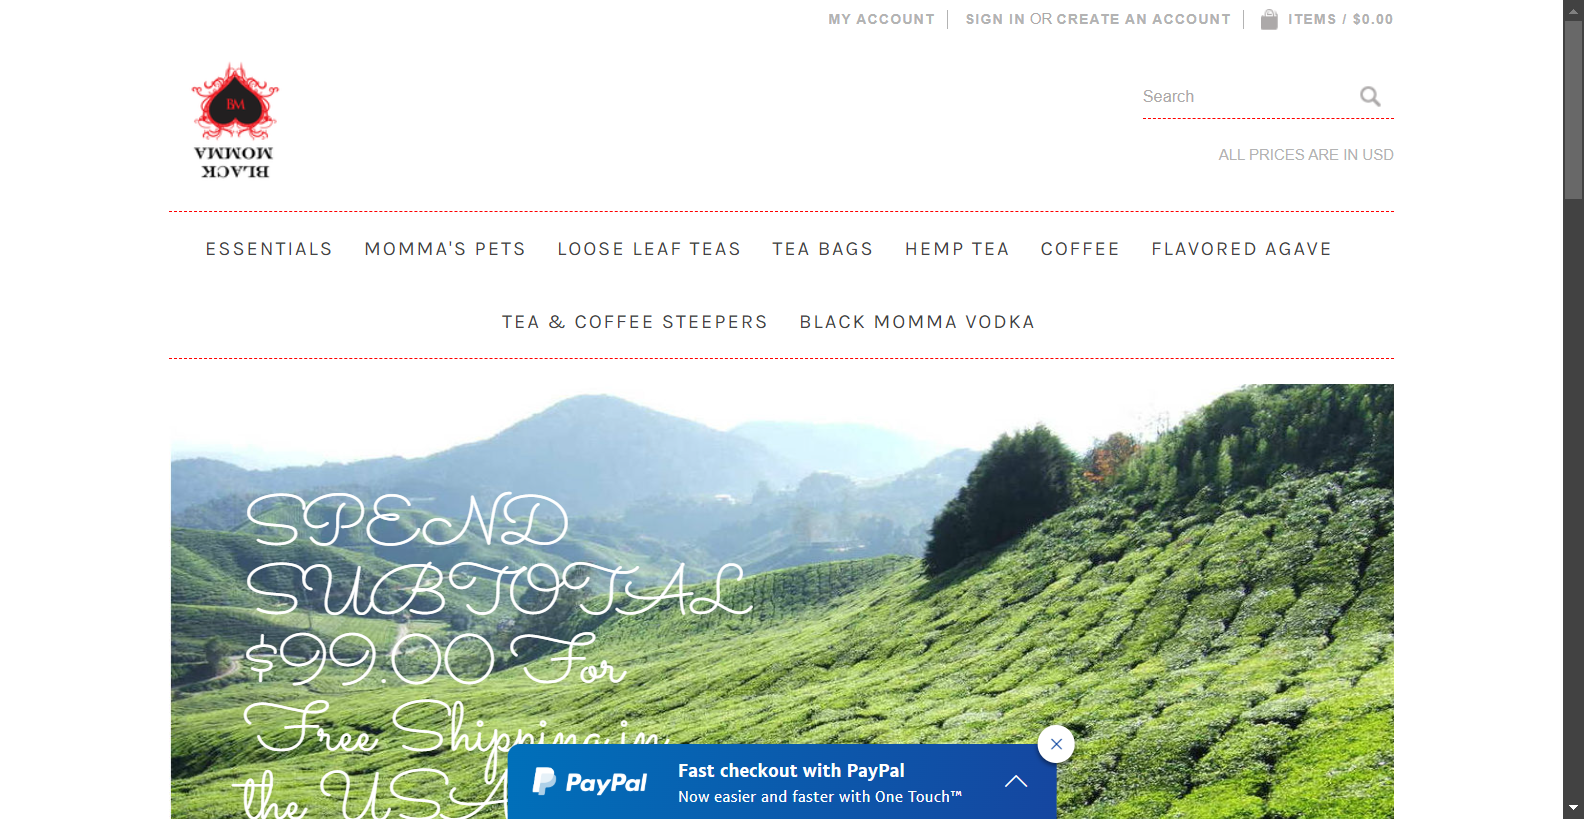 MY ACCOUNT
SIGN IN OR CREATE AN ACCOUNT
ITEMS / $0.00
BM
MOMMA
BLACK
Search
ALL PRICES ARE IN USD
ESSENTIALS
MOMMA'S PETS
LOOSE LEAF TEAS
TEA BAGS
HEMP TEA
COFFEE
FLAVORED AGAVE
TEA & COFFEE STEEPERS
BLACK MOMMA VODKA
SPEND
SUBTOTAL
$99.00 For
Free Shipping in
the USA
PayPal
Fast checkout with PayPal
Now easier and faster with One Touch™